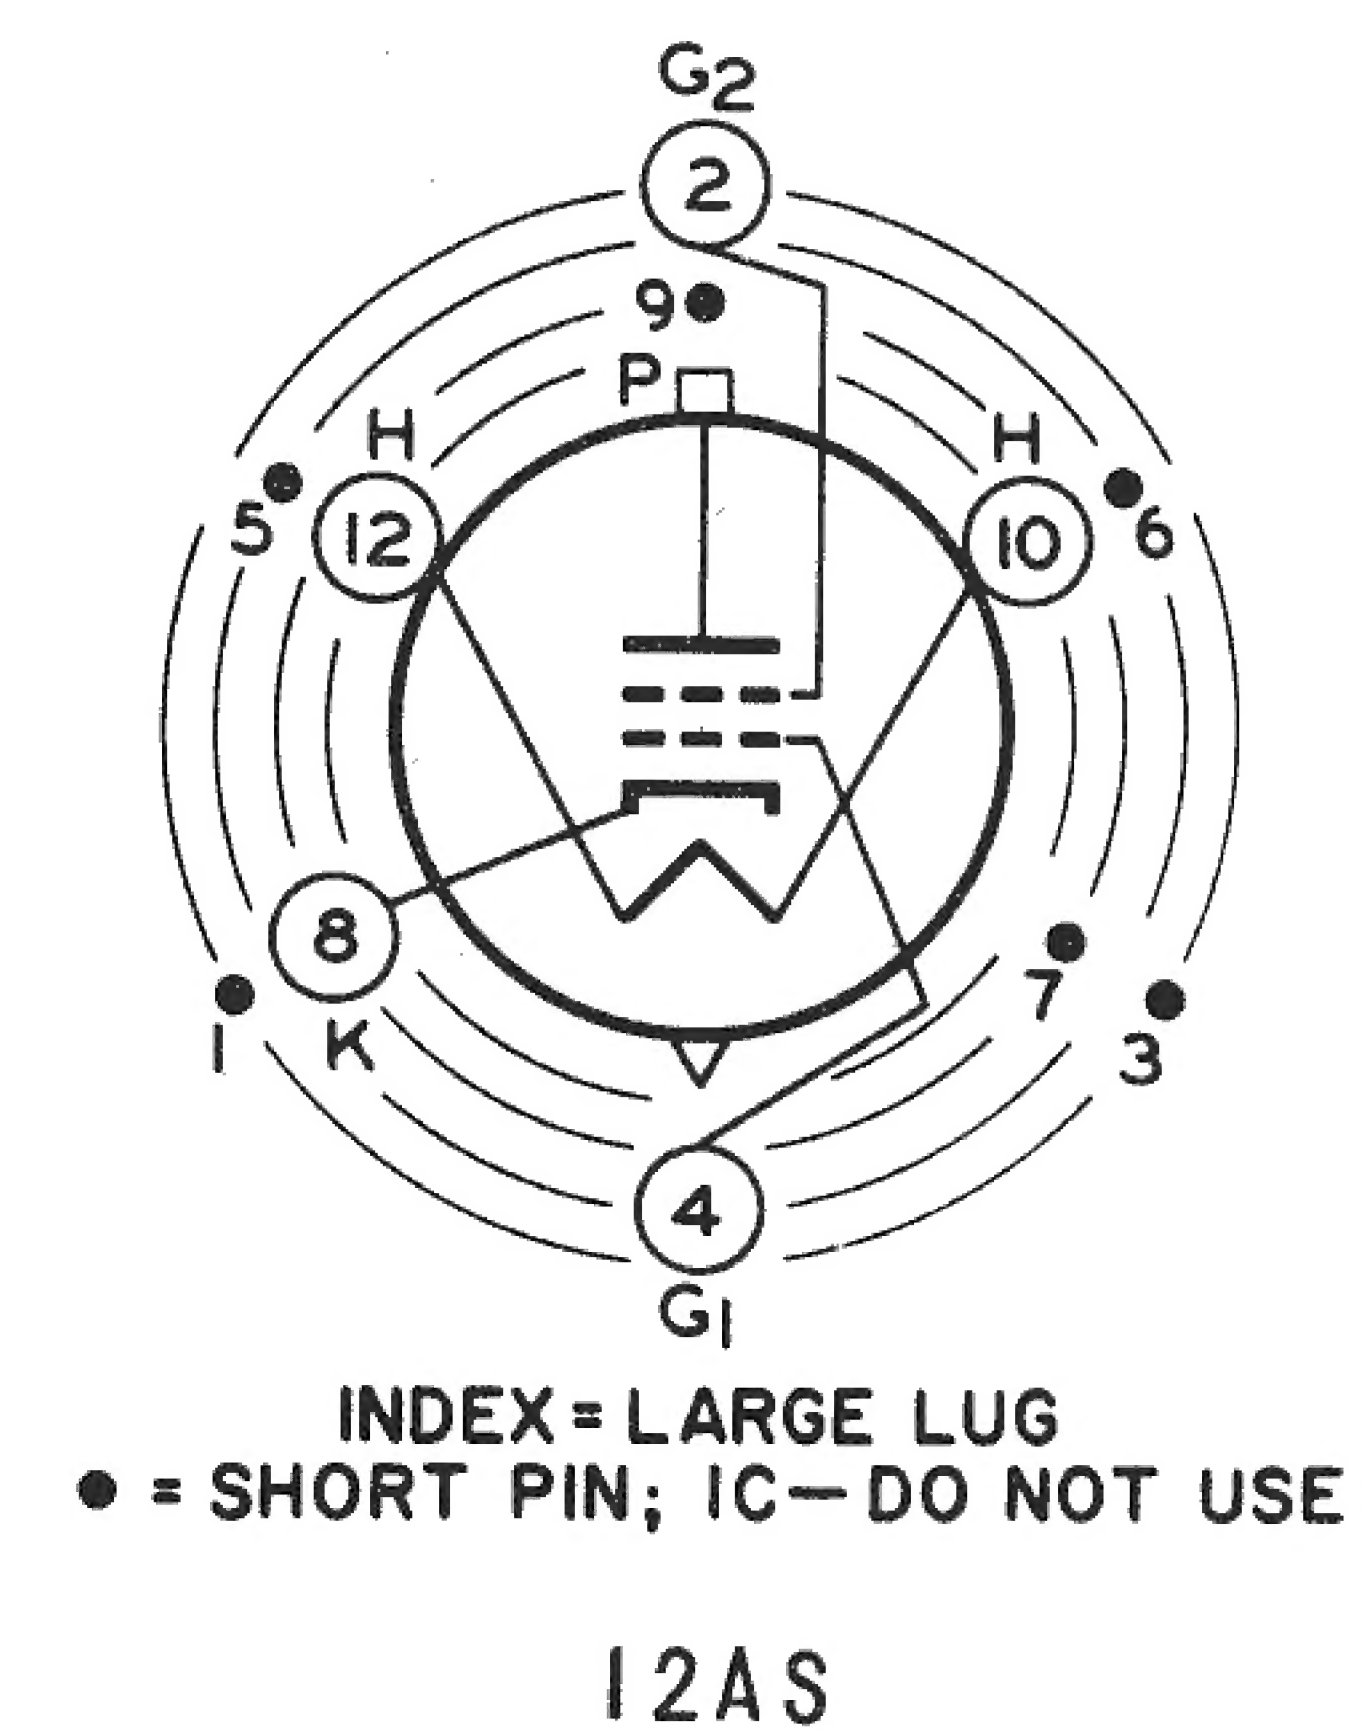 G2
2
9
P
H
H
5
12
10
6
8
7
1
K
3
4
G1
INDEX = LARGE LUG
● = SHORT PIN; IC—DO NOT USE
12AS